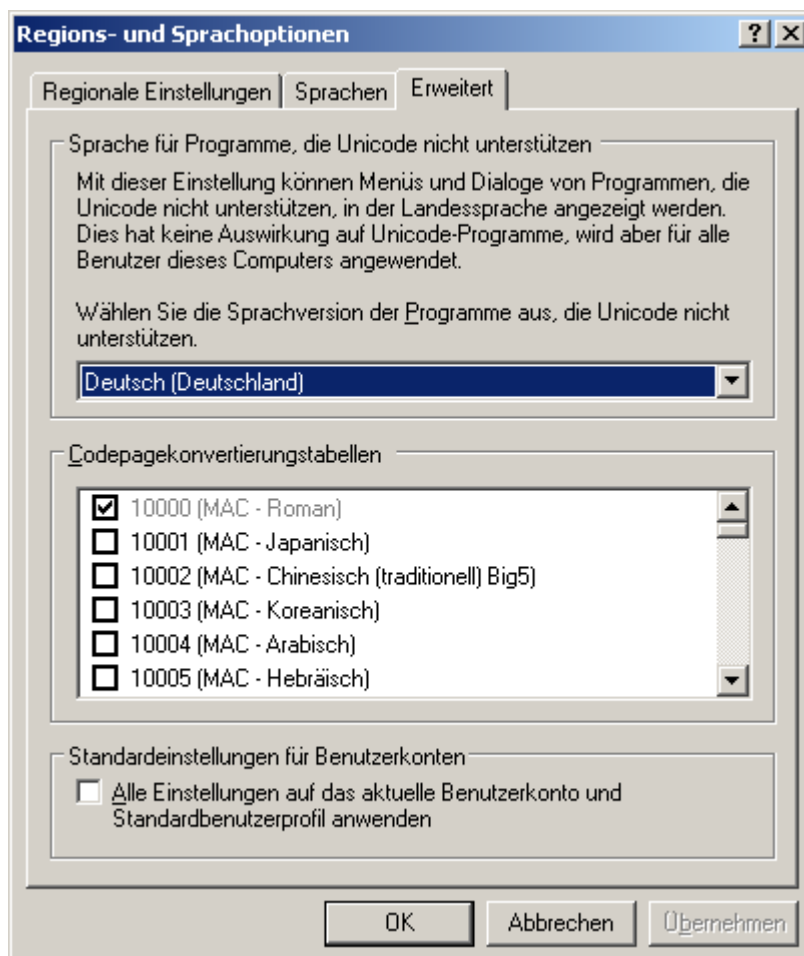 Regions- und Sprachoptionen
Regionale Einstellungen Sprachen Erweitert
Sprache für Programme, die Unicode nicht unterstützen
Mit dieser Einstellung können Menüs und Dialoge von Programmen, die
Unicode nicht unterstützen, in der Landessprache angezeigt werden.
Dies hat keine Auswirkung auf Unicode-Programme, wird aber für alle
Benutzer dieses Computers angewendet.
Wählen Sie die Sprachversion der Programme aus, die Unicode nicht
unterstützen.
Deutsch (Deutschland)
Codepagekonvertierungstabellen
10000 (MAC - Roman)
10001 (MAC - Japanisch)
10002 (MAC - Chinesisch (traditionell) Big5)
10003 (MAC - Koreanisch)
10004 (MAC - Arabisch)
10005 (MAC - Hebräisch)
Standardeinstellungen für Benutzerkonten
Alle Einstellungen auf das aktuelle Benutzerkonto und
Standardbenutzerprofil anwenden
OK Abbrechen Übernehmen